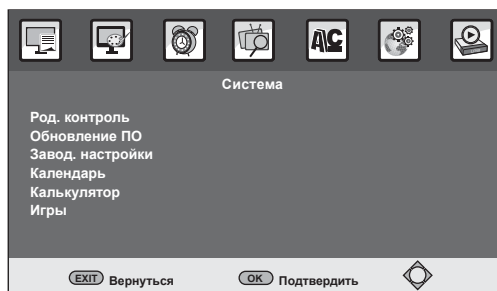 Система
Род. контроль
Обновление ПО
Завод. настройки
Календарь
Калькулятор
Игры
EXIT Вернуться OK Подтвердить